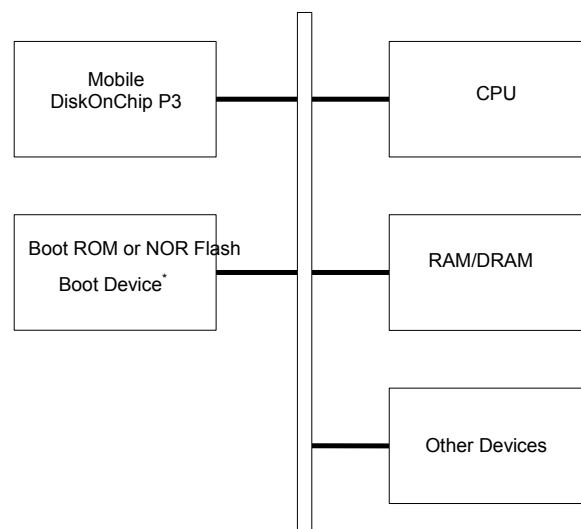 Mobile
DiskOnChip P3
CPU
Boot ROM or NOR Flash
Boot Device*
RAM/DRAM
Other Devices